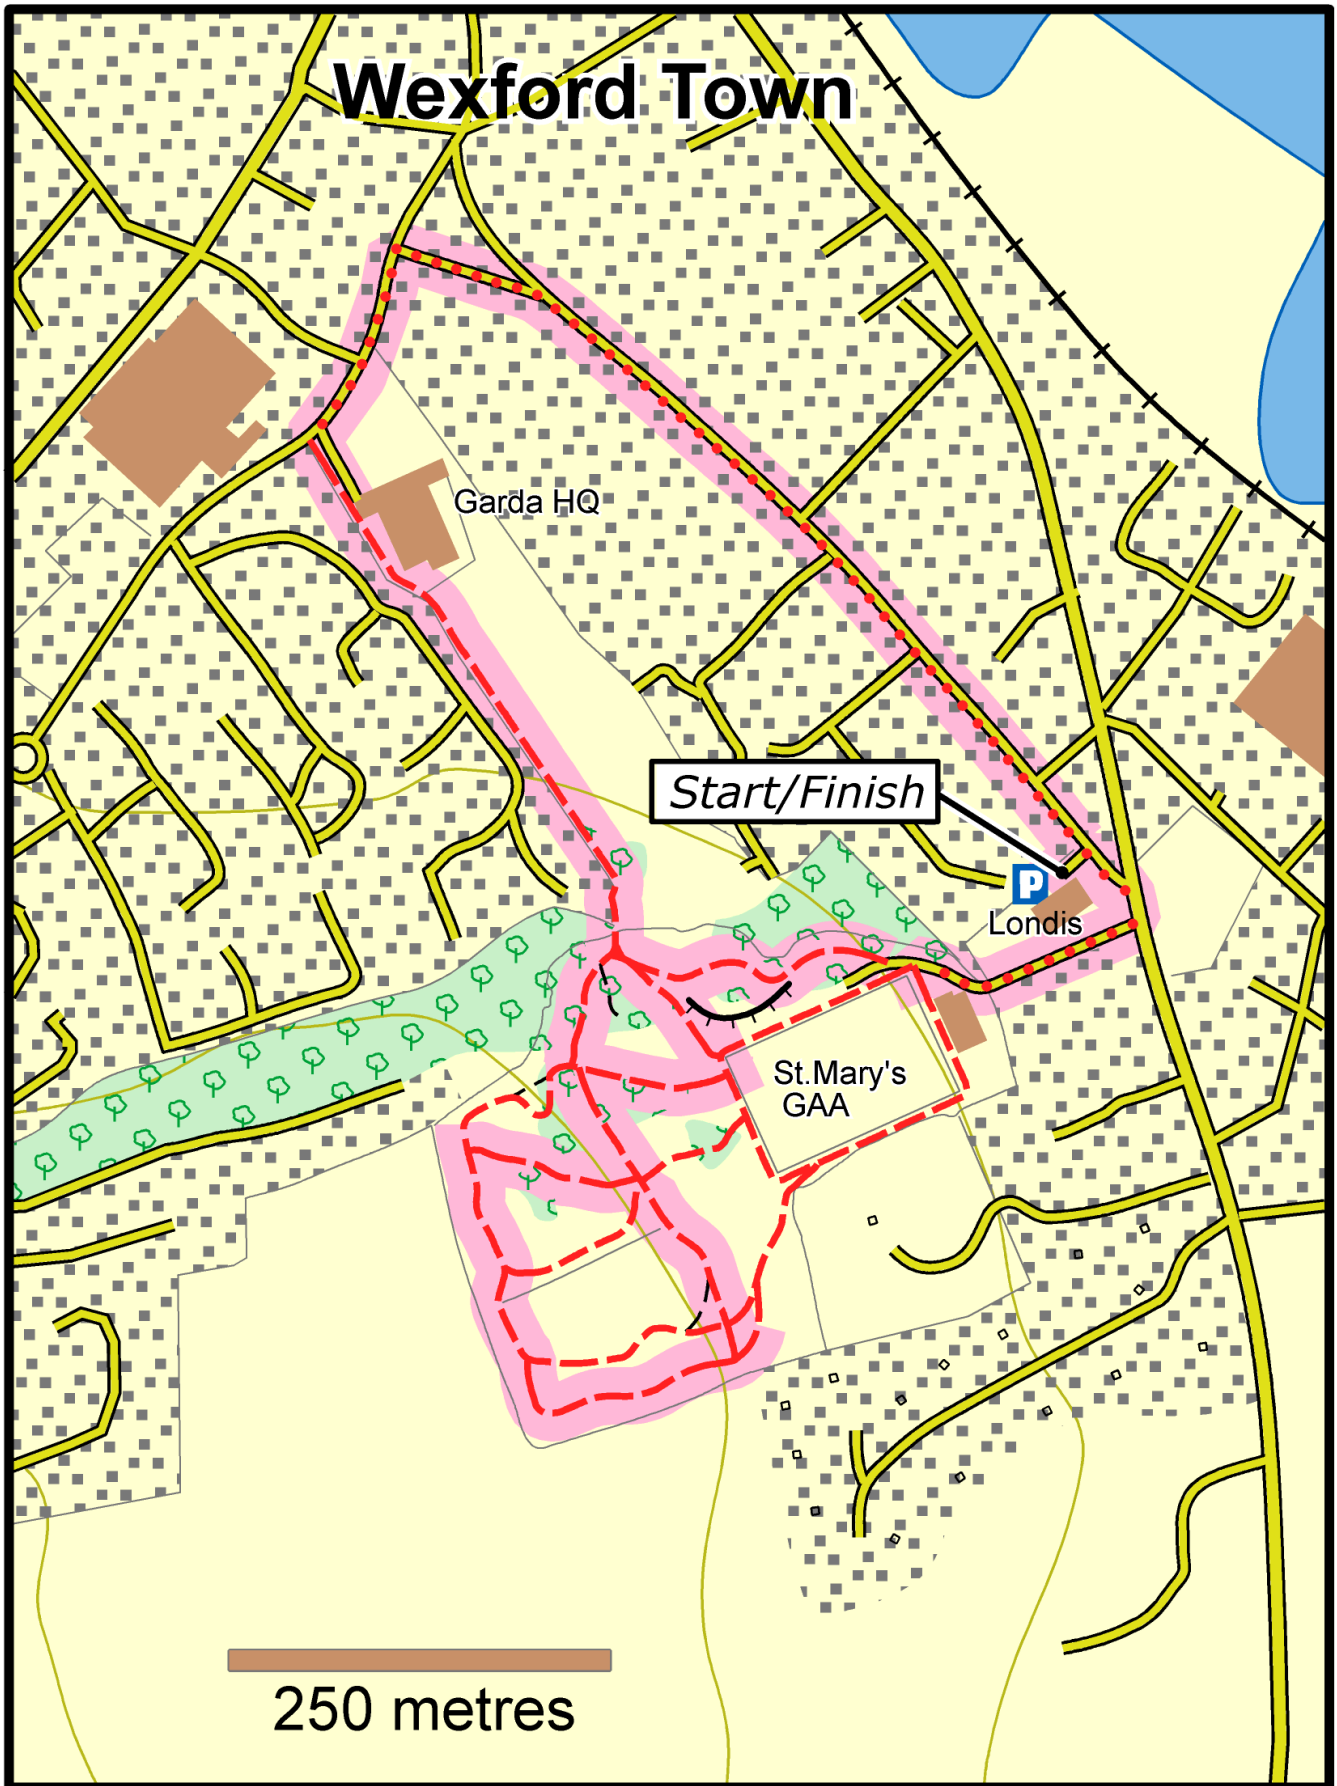 Wexford Town
Garda HQ
Start/Finish
P
Londis
St.Mary's
GAA
250 metres